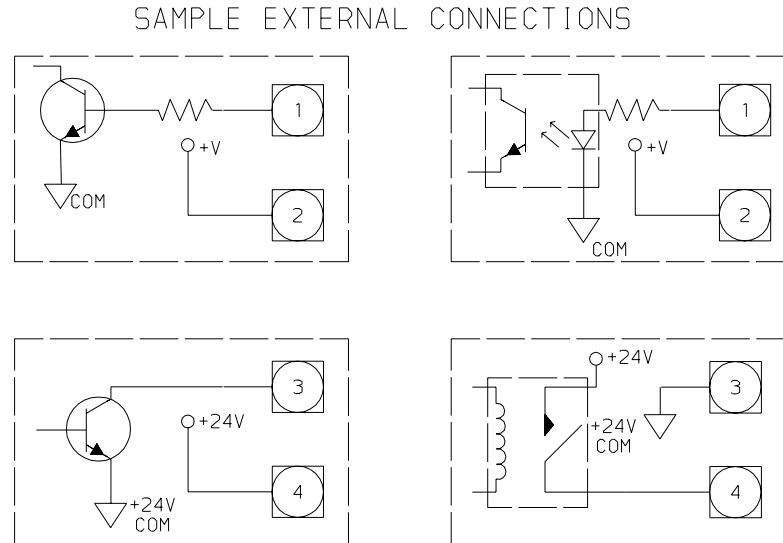 SAMPLE EXTERNAL CONNECTIONS
1
+V
COM
2
1
+V
2
COM
3
+24V
4
+24V
COM
+24V
3
+24V
COM
4